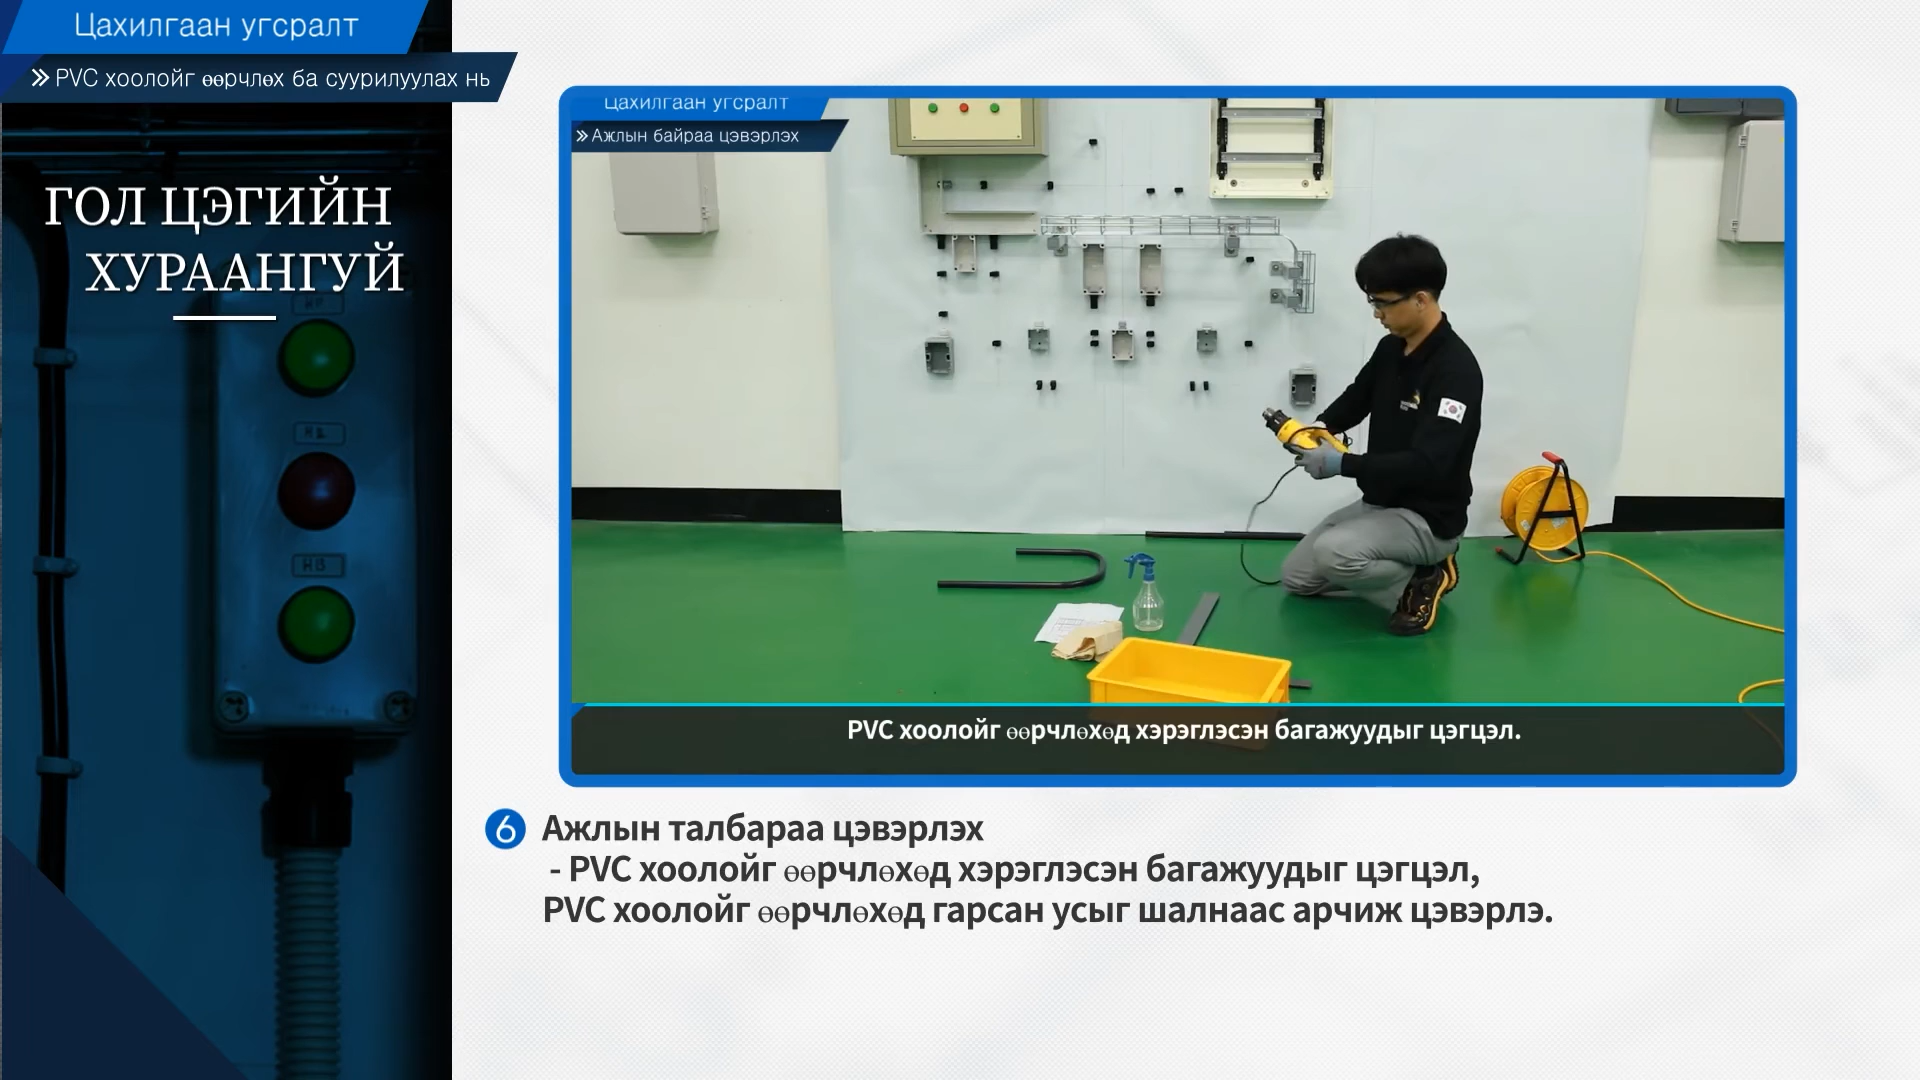 Цахилгаан угсралт
PVC хоолойг өөрчлөх ба суурилуулах нь
ГОЛ ЦЭГИЙН
ХУРААНГУЙ
Цахилгаан угсралт
Ажлын байраа цэвэрлэх
PVC хоолойг өөрчлөхөд хэрэглэсэн багажуудыг цэгцэл.
6 Ажлын талбараа цэвэрлэх
- PVC хоолойг өөрчлөхөд хэрэглэсэн багажуудыг цэгцэл,
PVC хоолойг өөрчлөхөд гарсан усыг шалнаас арчиж цэвэрлэ.